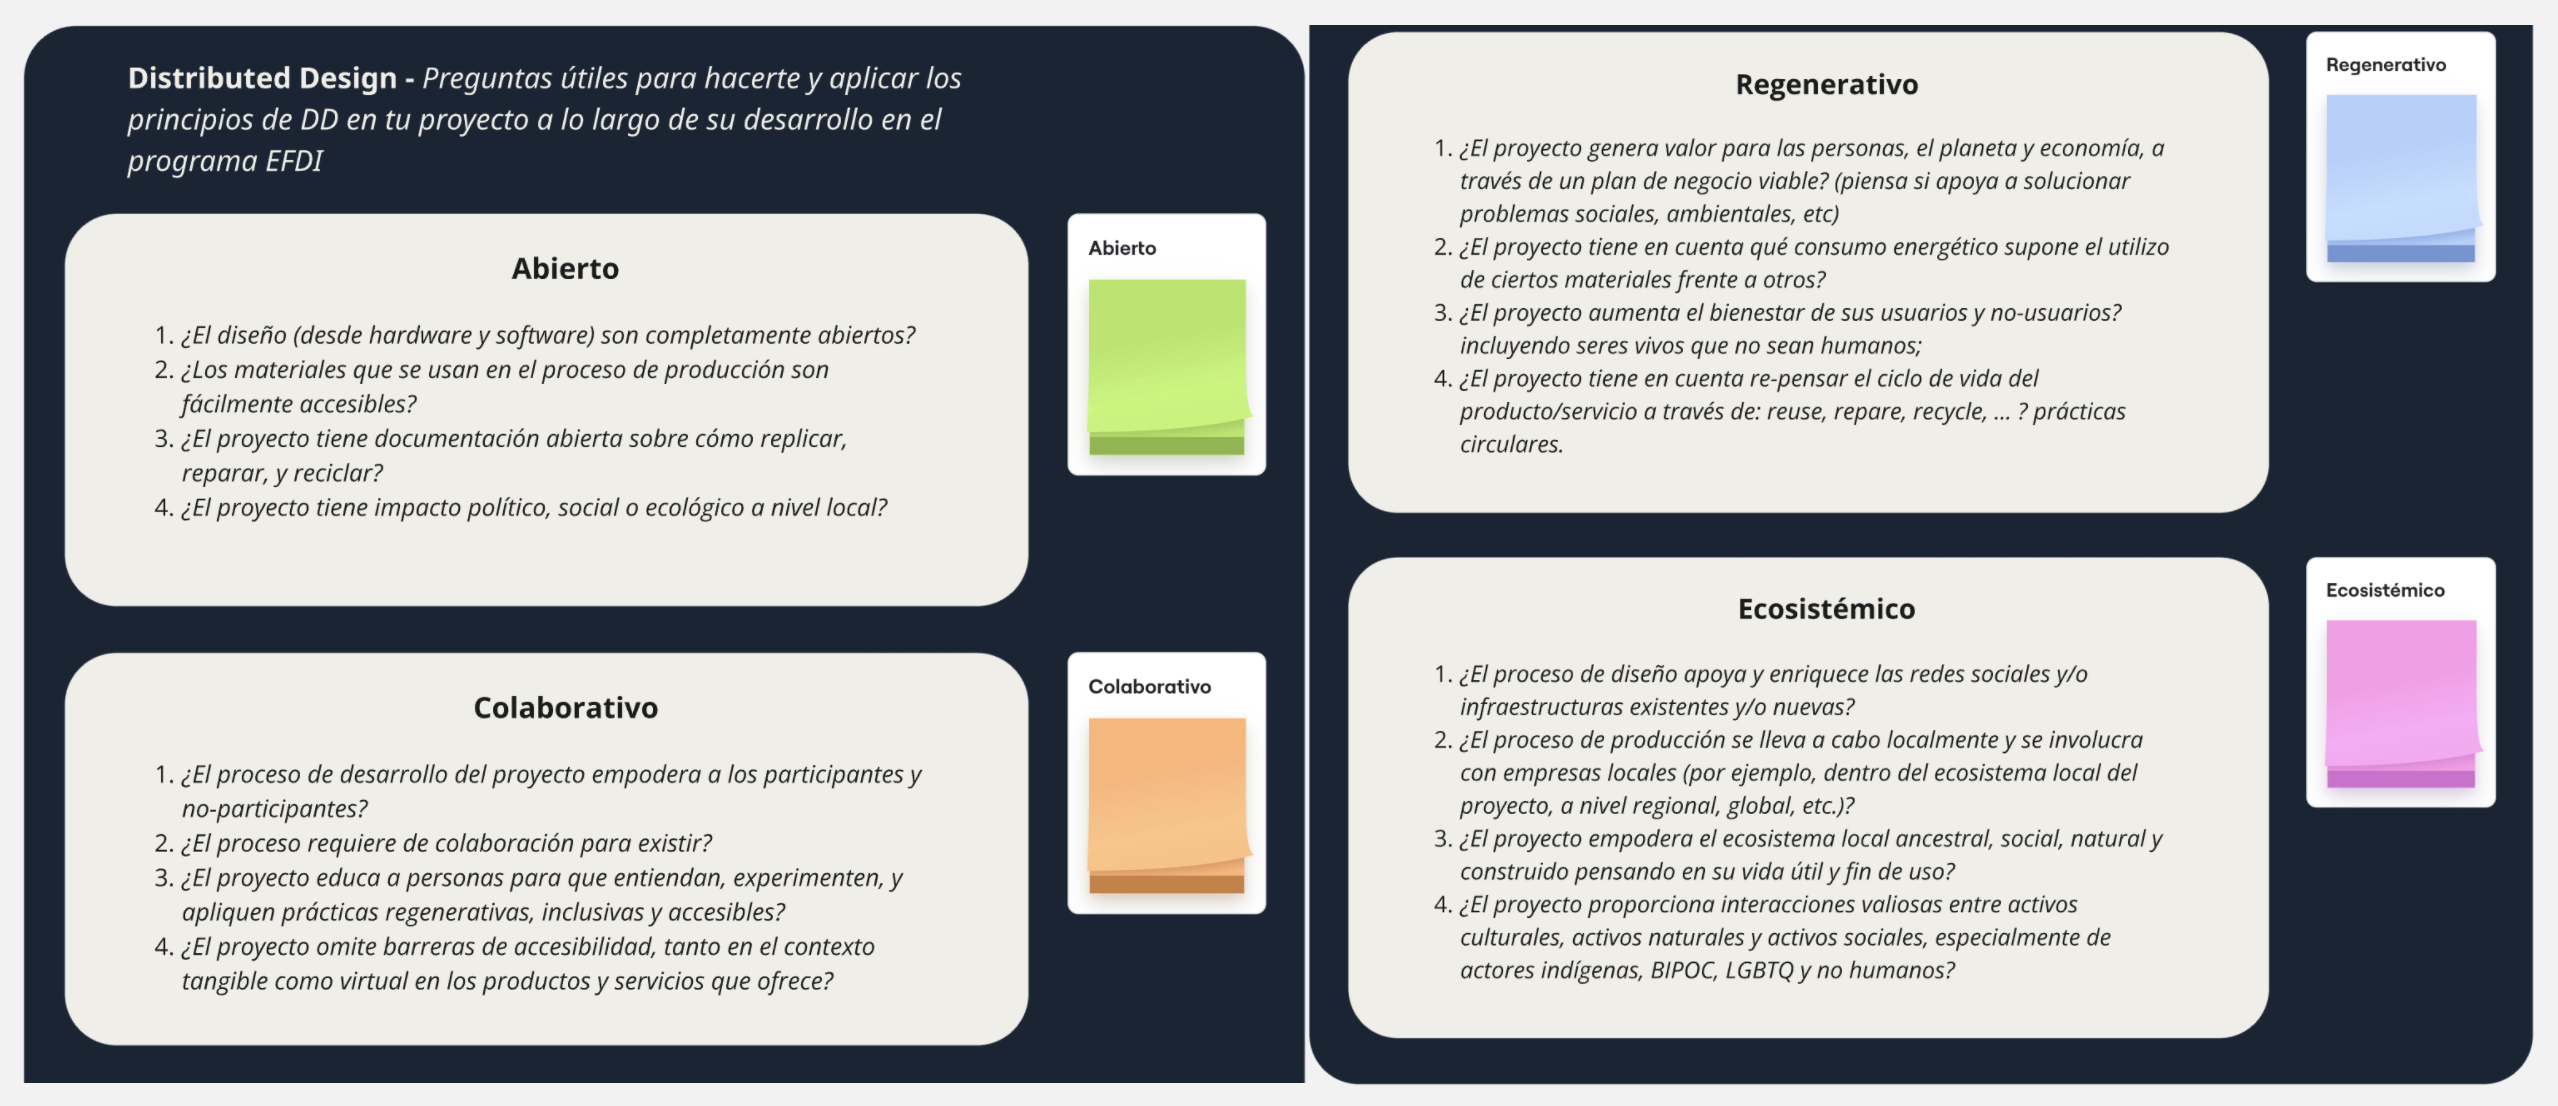 Distributed Design - Preguntas útiles para hacerte y aplicar los
principios de DD en tu proyecto a lo largo de su desarrollo en el
programa EFDI
Abierto
1. ¿El diseño (desde hardware y software) son completamente abiertos?
2. ¿Los materiales que se usan en el proceso de producción son
fácilmente accesibles?
3. ¿El proyecto tiene documentación abierta sobre cómo replicar,
reparar, y reciclar?
4. ¿El proyecto tiene impacto político, social o ecológico a nivel local?
Abierto
Colaborativo
1. ¿El proceso de desarrollo del proyecto empodera a los participantes y
no-participantes?
2. ¿El proceso requiere de colaboración para existir?
3. ¿El proyecto educa a personas para que entiendan, experimenten, y
apliquen prácticas regenerativas, inclusivas y accesibles?
4. ¿El proyecto omite barreras de accesibilidad, tanto en el contexto
tangible como virtual en los productos y servicios que ofrece?
Colaborativo
Regenerativo
1. ¿El proyecto genera valor para las personas, el planeta y economía, a
través de un plan de negocio viable? (piensa si apoya a solucionar
problemas sociales, ambientales, etc)
2. ¿El proyecto tiene en cuenta qué consumo energético supone el utilizo
de ciertos materiales frente a otros?
3. ¿El proyecto aumenta el bienestar de sus usuarios y no-usuarios?
incluyendo seres vivos que no sean humanos;
4. ¿El proyecto tiene en cuenta re-pensar el ciclo de vida del
producto/servicio a través de: reuse, repare, recycle, ... ? prácticas
circulares.
Regenerativo
Ecosistémico
1. ¿El proceso de diseño apoya y enriquece las redes sociales y/o
infraestructuras existentes y/o nuevas?
2. ¿El proceso de producción se lleva a cabo localmente y se involucra
con empresas locales (por ejemplo, dentro del ecosistema local del
proyecto, a nivel regional, global, etc.)?
3. ¿El proyecto empodera el ecosistema local ancestral, social, natural y
construido pensando en su vida útil y fin de uso?
4. ¿El proyecto proporciona interacciones valiosas entre activos
culturales, activos naturales y activos sociales, especialmente de
actores indígenas, BIPOC, LGBTQ y no humanos?
Ecosistémico